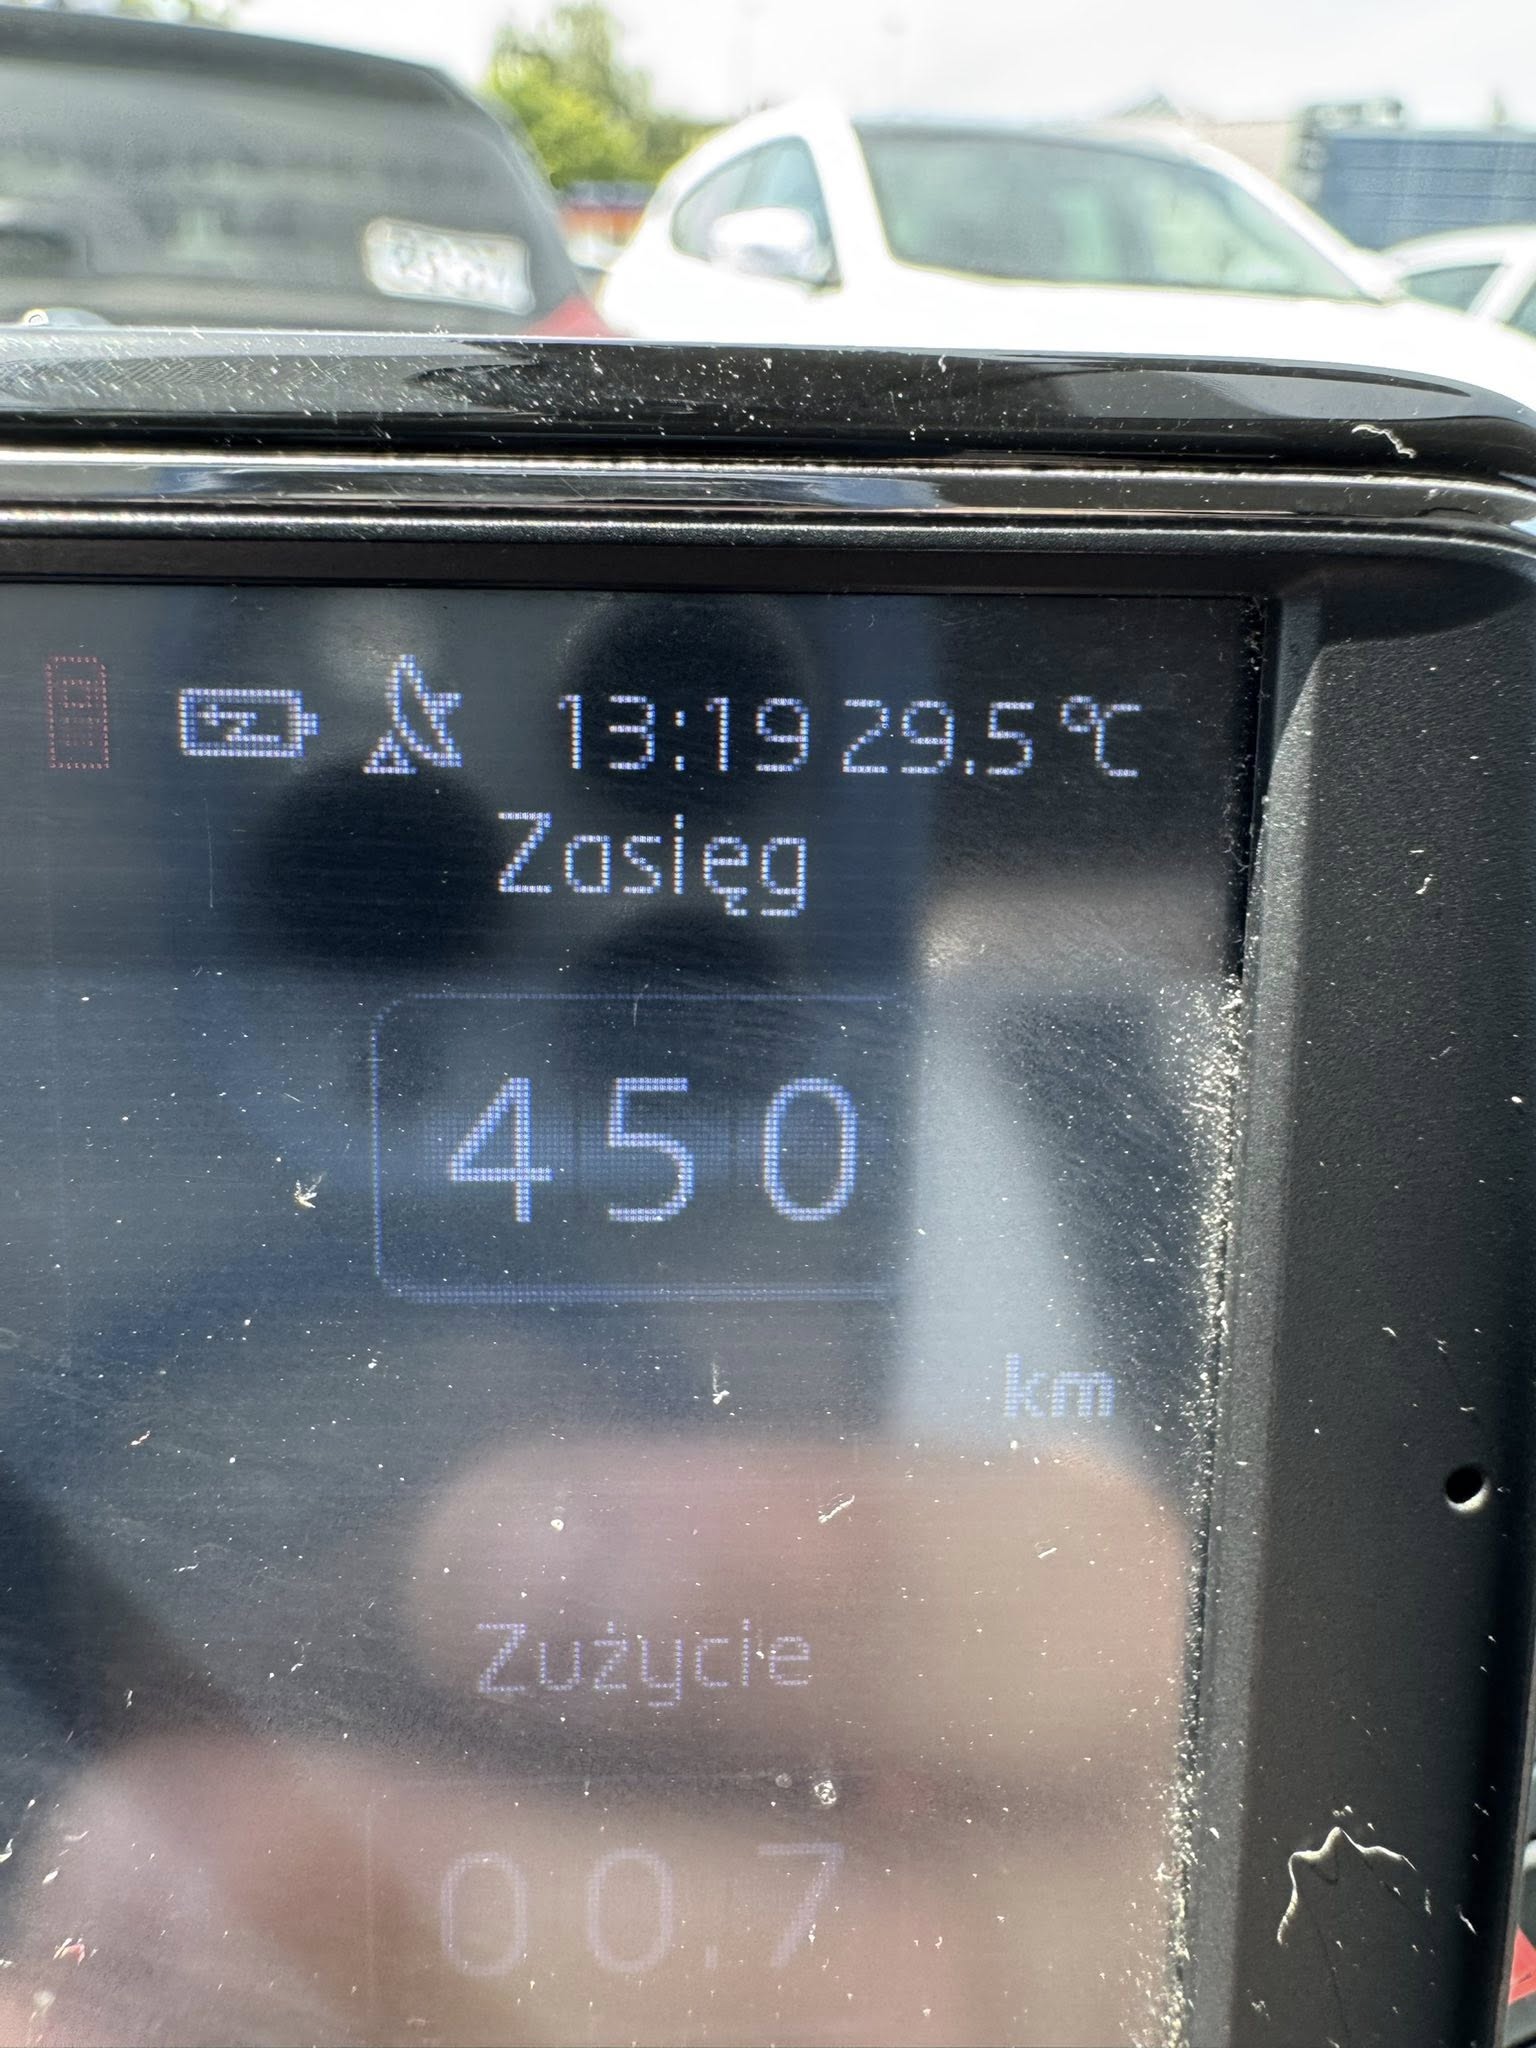 13:19 29.5 °C
Zasięg
450
km
Zużycie
00.7